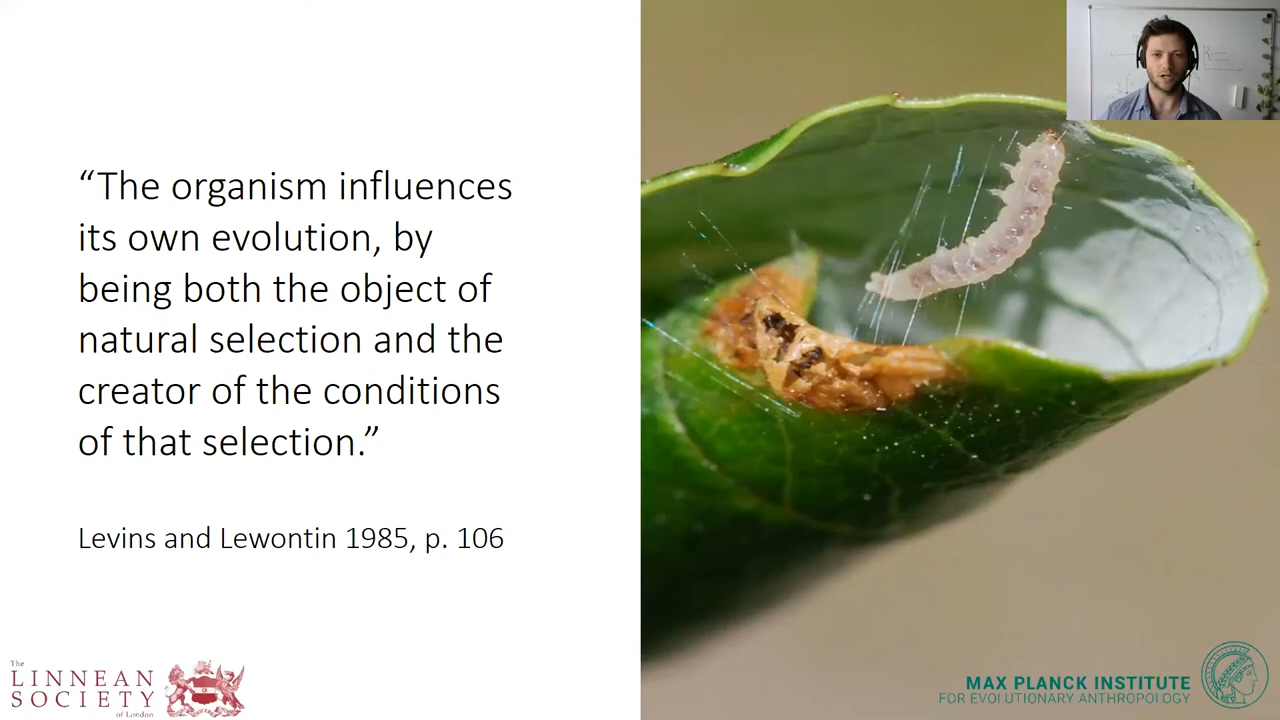 “The organism influences
its own evolution, by
being both the object of
natural selection and the
creator of the conditions
of that selection.”
Levins and Lewontin 1985, p. 106
The
LINNEAN
SOCIETY
of London
MAX PLANCK INSTITUTE
FOR EVOLUTIONARY ANTHROPOLOGY